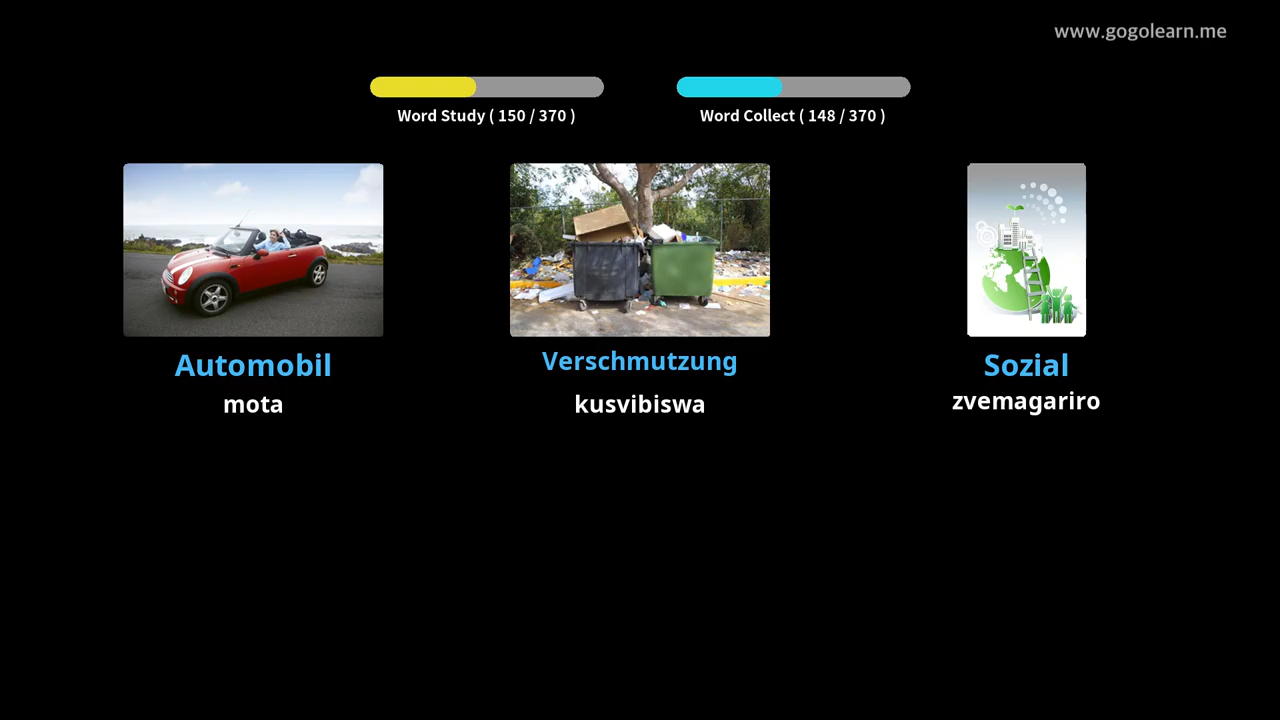 www.gogolearn.me
Word Study ( 150 / 370 )
Word Collect ( 148 / 370 )
Automobil
Verschmutzung
Sozial
mota
kusvibiswa
zvemagariro